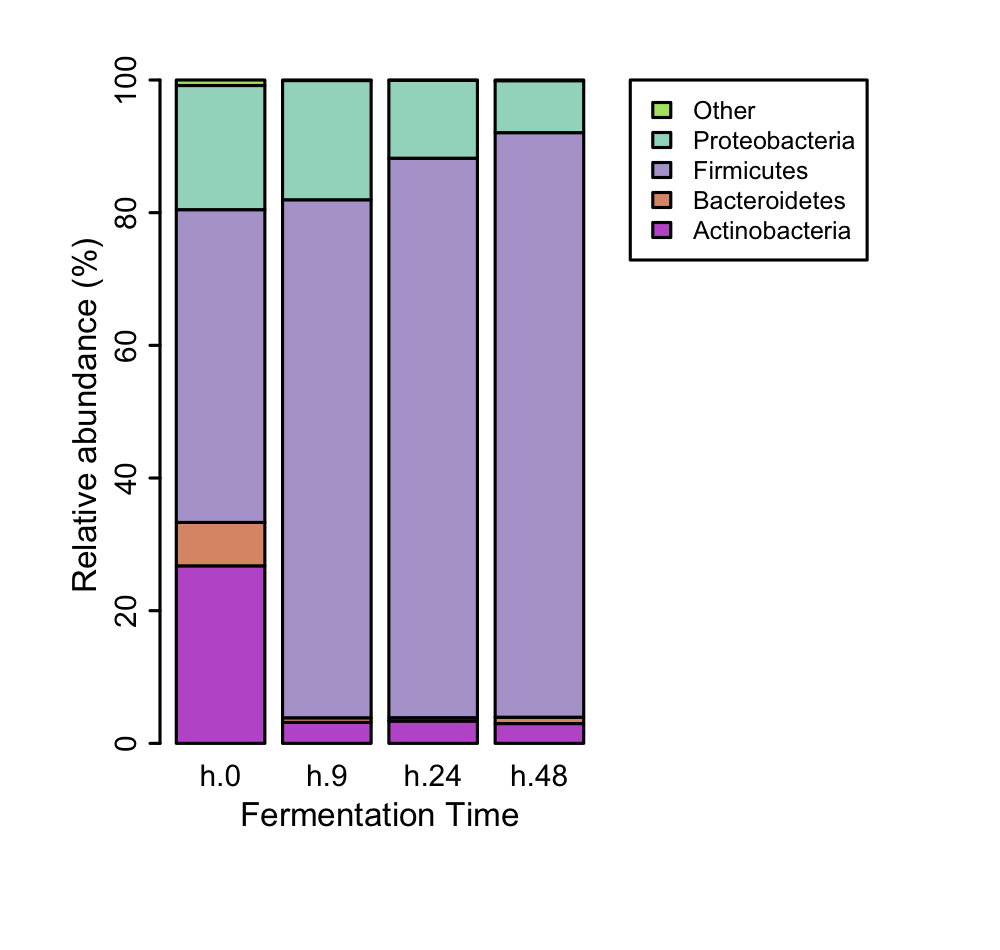 Relative abundance (%)
100
80
60
40
20
0
h.0 h.9 h.24 h.48
Fermentation Time
Other
Proteobacteria
Firmicutes
Bacteroidetes
Actinobacteria